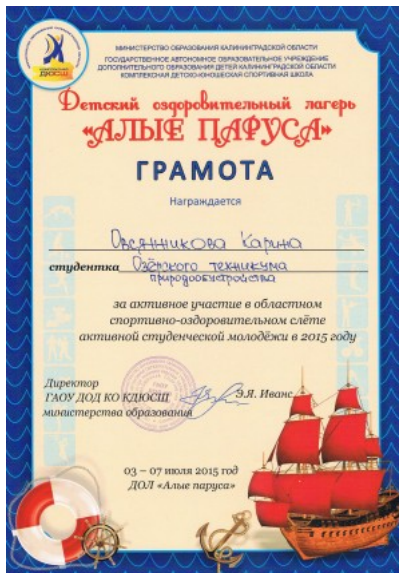 МИНИСТЕРСТВО ОБРАЗОВАНИЯ КАЛИНИНГРАДСКОЙ ОБЛАСТИ
ГОСУДАРСТВЕННОЕ АВТОНОМНОЕ ОБРАЗОВАТЕЛЬНОЕ УЧРЕЖДЕНИЕ
ДОПОЛНИТЕЛЬНОГО ОБРАЗОВАНИЯ ДЕТЕЙ КАЛИНИНГРАДСКОЙ ОБЛАСТИ
КОМПЛЕКСНАЯ ДЕТСКО-ЮНОШЕСКАЯ СПОРТИВНАЯ ШКОЛА
КДЮСШ
Детский оздоровительный лагерь
«АЛЫЕ ПАРУСА»
ГРАМОТА
Награждается
Овсянникова Карина
студентка Озёрского техникума
природообустройства
за активное участие в областном
спортивно-оздоровительном слёте
активной студенческой молодёжи в 2015 году
Директор
ГАОУ ДОД КО КДЮСШ Э.Я. Иванс
министерства образования
03 – 07 июля 2015 год
ДОЛ «Алые паруса»